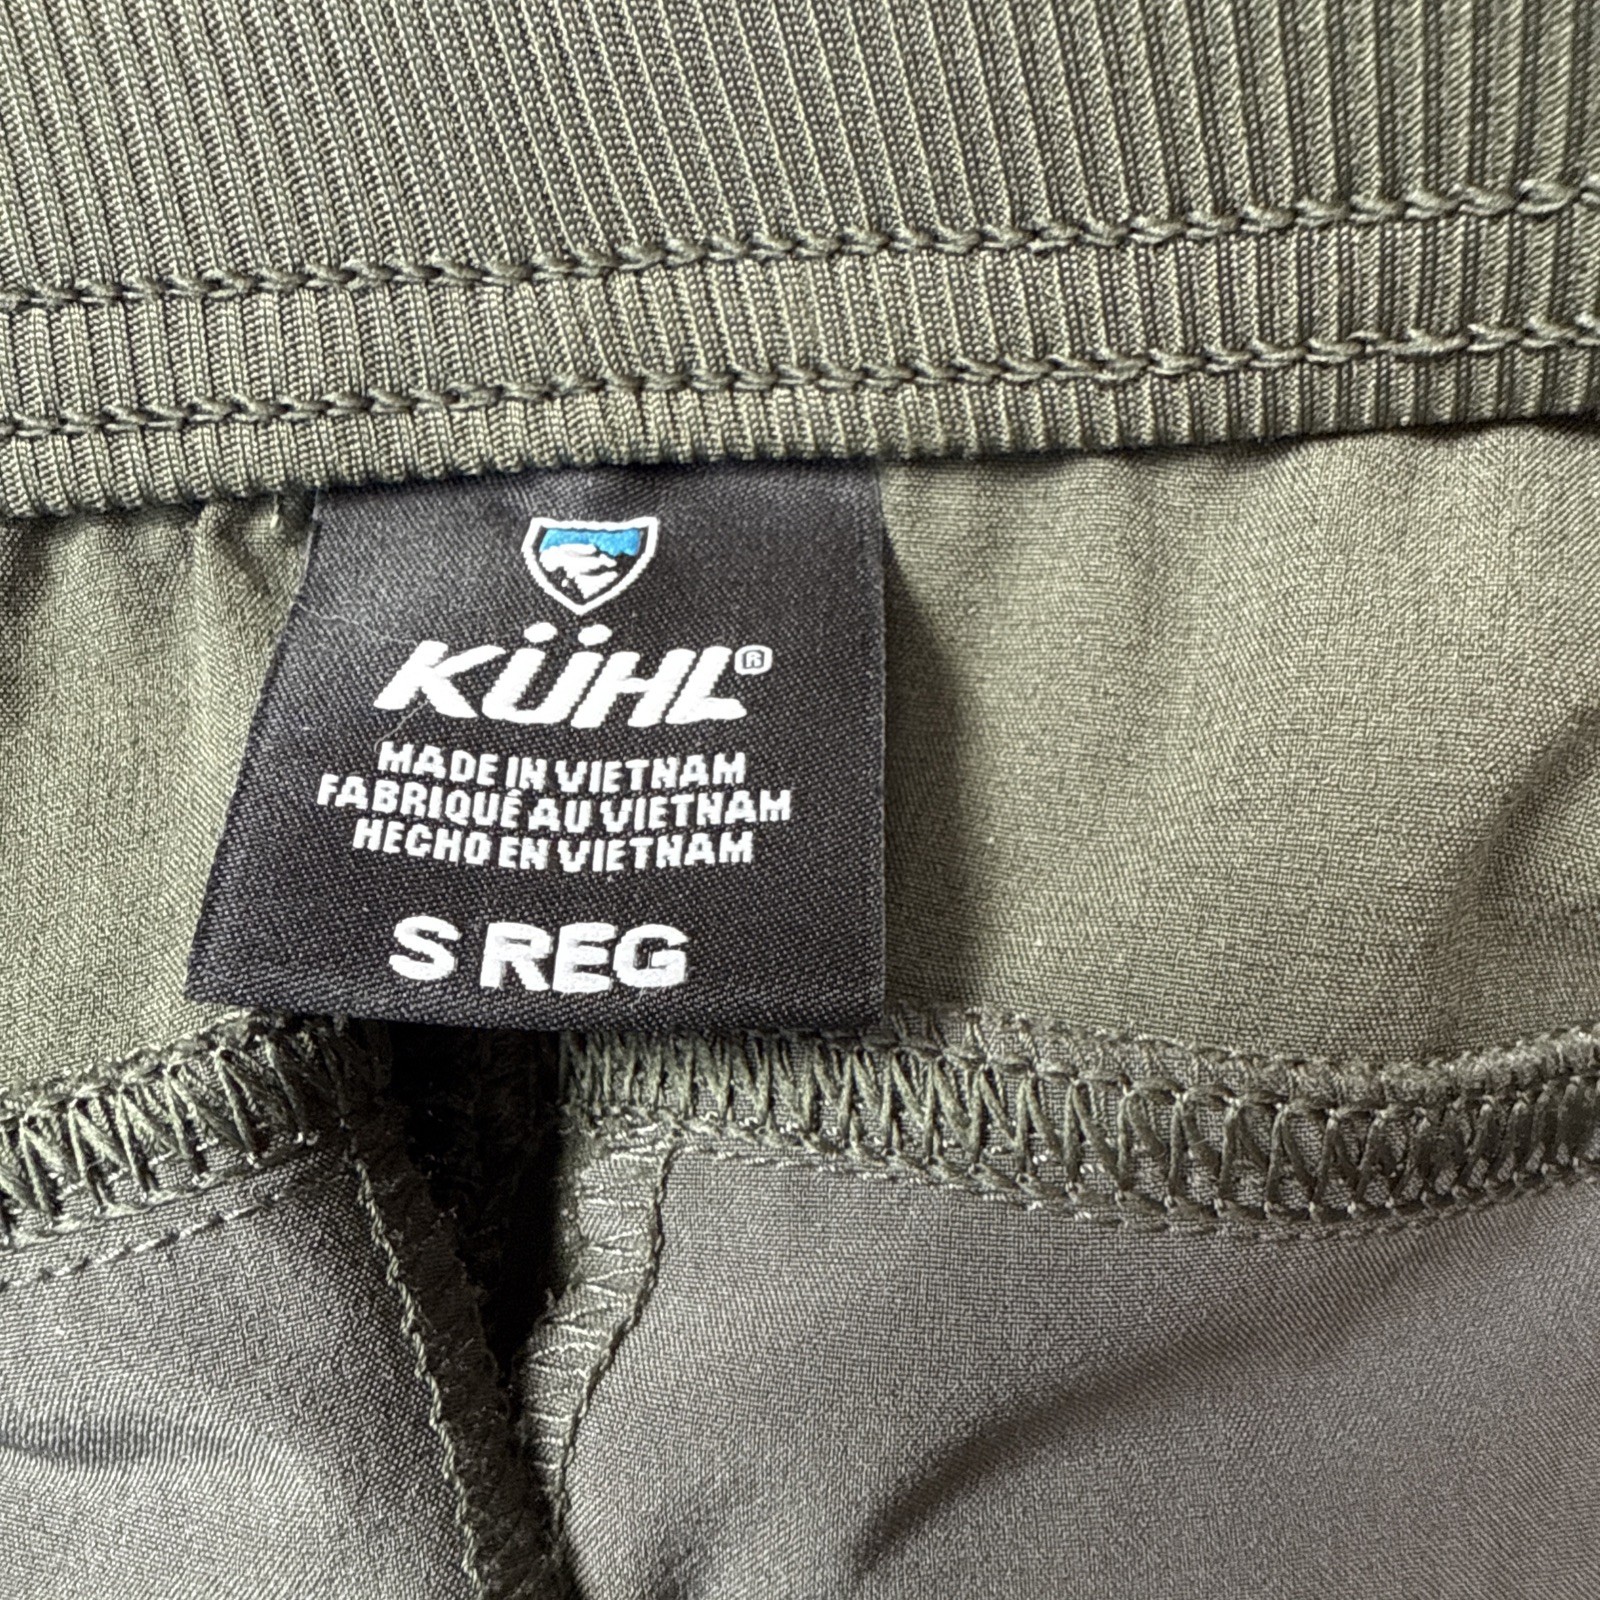 KÜHL®
MADE IN VIETNAM
FABRIQUÉ AU VIETNAM
HECHO EN VIETNAM
S REG